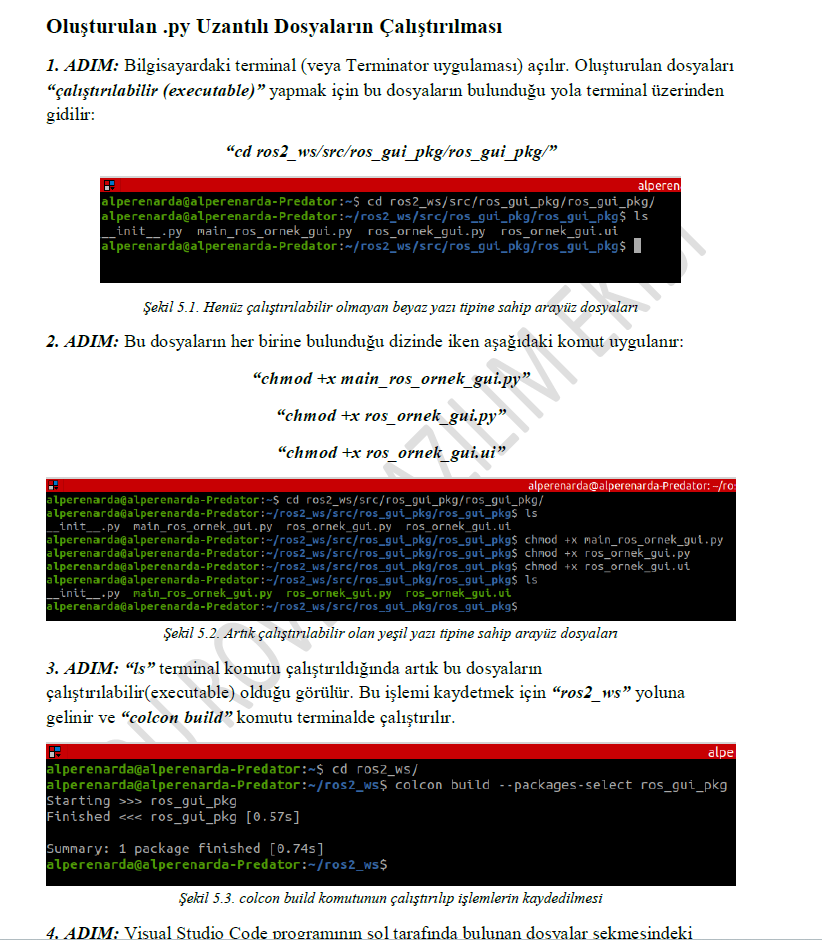 Oluşturulan .py Uzantılı Dosyaların Çalıştırılması
1. ADIM: Bilgisayardaki terminal (veya Terminator uygulaması) açılır. Oluşturulan dosyaları
“çalıştırılabilir (executable)” yapmak için bu dosyaların bulunduğu yola terminal üzerinden
gidilir:
“cd ros2_ws/src/ros_gui_pkg/ros_gui_pkg/”
alperen
alperenarda@alperenarda-Predator:~$ cd ros2_ws/src/ros_gui_pkg/ros_gui_pkg/
alperenarda@alperenarda-Predator:~/ros2_ws/src/ros_gui_pkg/ros_gui_pkg$ ls
__init__.py main_ros_ornek_gui.py ros_ornek_gui.py ros_ornek_gui.ui
alperenarda@alperenarda-Predator:~/ros2_ws/src/ros_gui_pkg/ros_gui_pkg$
Şekil 5.1. Henüz çalıştırılabilir olmayan beyaz yazı tipine sahip arayüz dosyaları
2. ADIM: Bu dosyaların her birine bulunduğu dizinde iken aşağıdaki komut uygulanır:
“chmod +x main_ros_ornek_gui.py”
“chmod +x ros_ornek_gui.py”
“chmod +x ros_ornek_gui.ui”
alperenarda@alperenarda-Predator: ~/ros
alperenarda@alperenarda-Predator:~$ cd ros2_ws/src/ros_gui_pkg/ros_gui_pkg/
alperenarda@alperenarda-Predator:~/ros2_ws/src/ros_gui_pkg/ros_gui_pkg$ ls
__init__.py main_ros_ornek_gui.py ros_ornek_gui.py ros_ornek_gui.ui
alperenarda@alperenarda-Predator:~/ros2_ws/src/ros_gui_pkg/ros_gui_pkg$ chmod +x main_ros_ornek_gui.py
alperenarda@alperenarda-Predator:~/ros2_ws/src/ros_gui_pkg/ros_gui_pkg$ chmod +x ros_ornek_gui.py
alperenarda@alperenarda-Predator:~/ros2_ws/src/ros_gui_pkg/ros_gui_pkg$ chmod +x ros_ornek_gui.ui
alperenarda@alperenarda-Predator:~/ros2_ws/src/ros_gui_pkg/ros_gui_pkg$ ls
__init__.py main_ros_ornek_gui.py ros_ornek_gui.py ros_ornek_gui.ui
alperenarda@alperenarda-Predator:~/ros2_ws/src/ros_gui_pkg/ros_gui_pkg$
Şekil 5.2. Artık çalıştırılabilir olan yeşil yazı tipine sahip arayüz dosyaları
3. ADIM: “ls” terminal komutu çalıştırıldığında artık bu dosyaların
çalıştırılabilir(executable) olduğu görülür. Bu işlemi kaydetmek için “ros2_ws” yoluna
gelinir ve “colcon build” komutu terminalde çalıştırılır.
alpe
alperenarda@alperenarda-Predator:~$ cd ros2_ws/
alperenarda@alperenarda-Predator:~/ros2_ws$ colcon build --packages-select ros_gui_pkg
Starting >>> ros_gui_pkg
Finished <<< ros_gui_pkg [0.57s]
Summary: 1 package finished [0.74s]
alperenarda@alperenarda-Predator:~/ros2_ws$
Şekil 5.3. colcon build komutunun çalıştırılıp işlemlerin kaydedilmesi
4. ADIM: Visual Studio Code programının sol tarafında bulunan dosyalar sekmesindeki